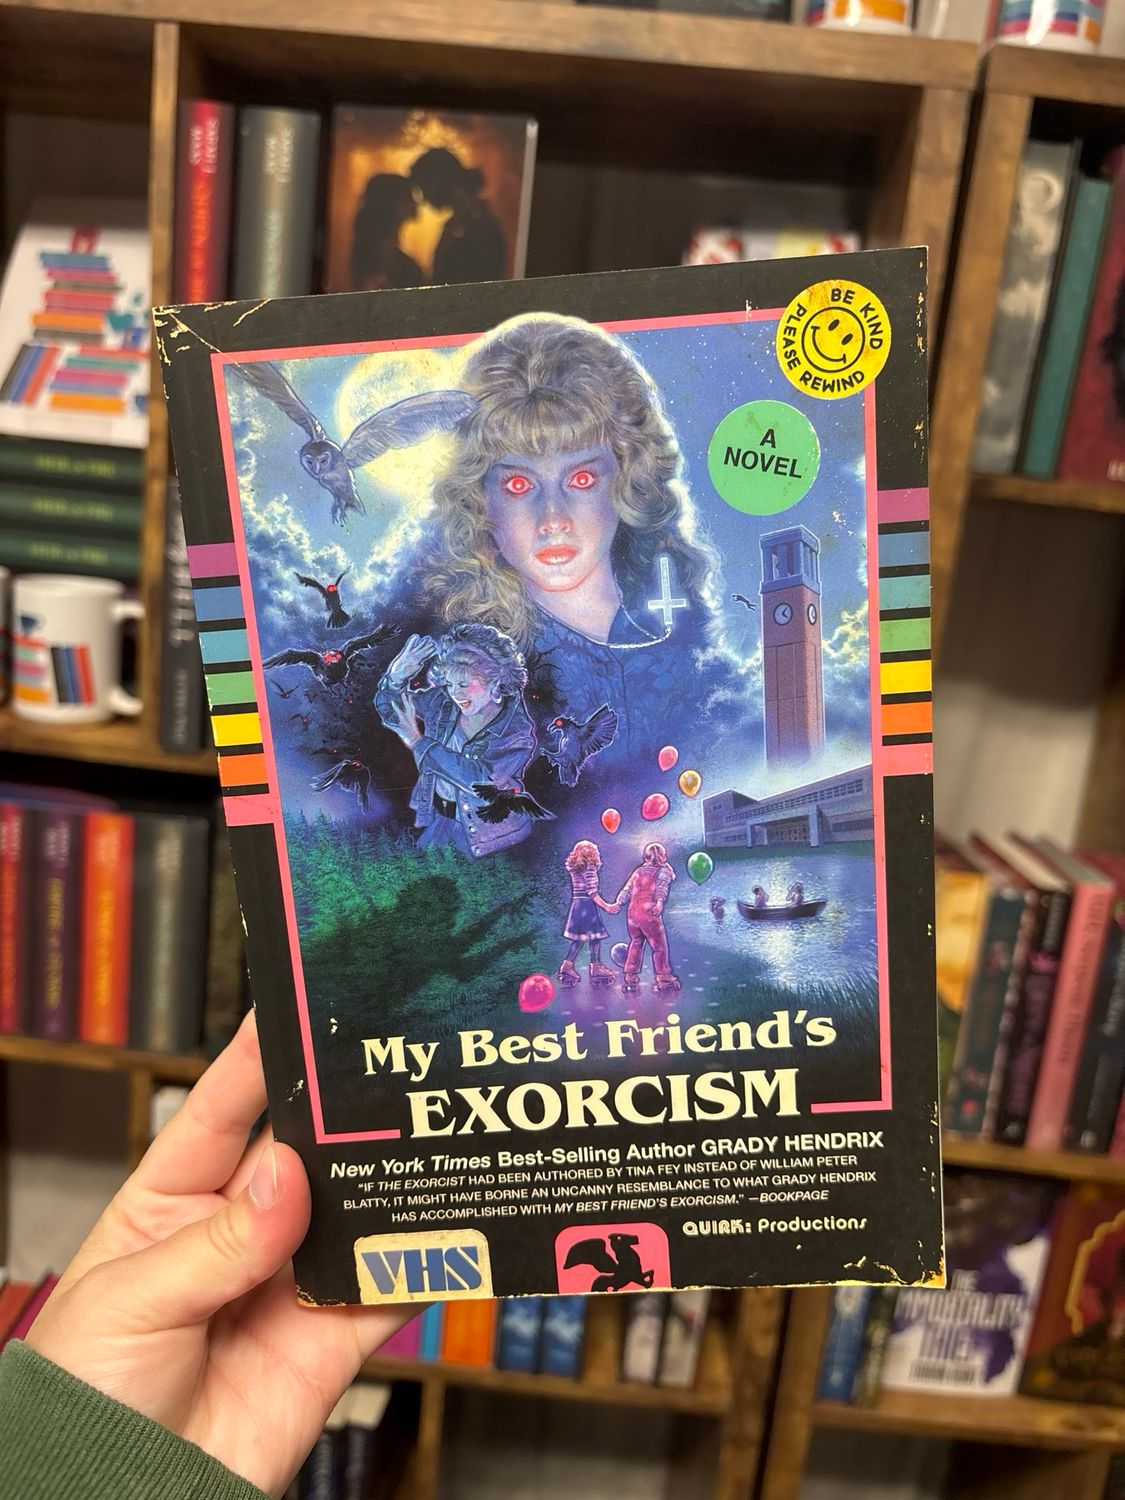 BE KIND
PLEASE REWIND
A
NOVEL
My Best Friend's
EXORCISM
New York Times Best-Selling Author GRADY HENDRIX
"IF THE EXORCIST HAD BEEN AUTHORED BY TINA FEY INSTEAD OF WILLIAM PETER
BLATTY, IT MIGHT HAVE BORNE AN UNCANNY RESEMBLANCE TO WHAT GRADY HENDRIX
HAS ACCOMPLISHED WITH MY BEST FRIEND'S EXORCISM." —BOOKPAGE
QUIRK: Productions
VHS